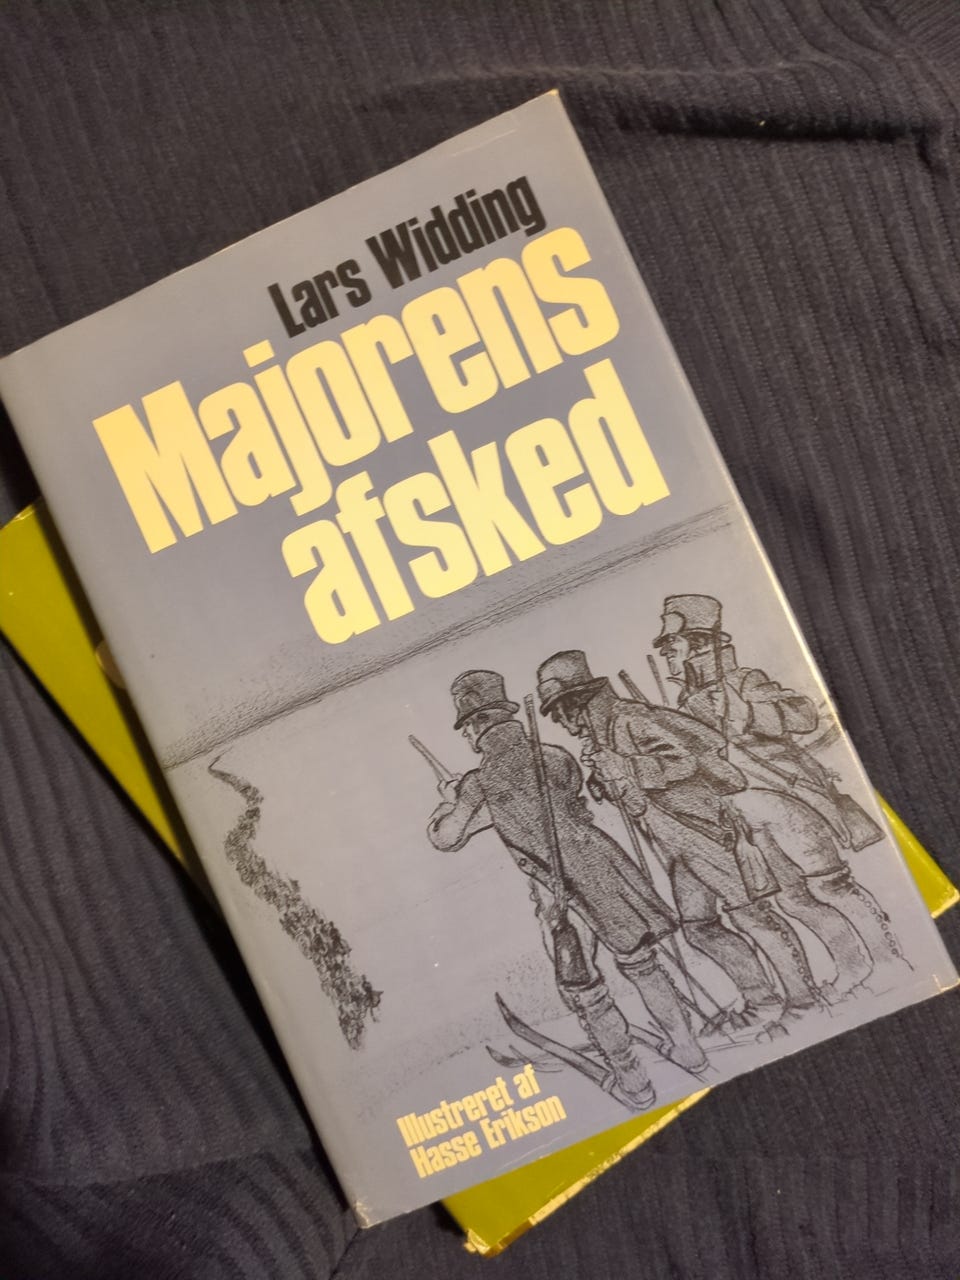 Lars Widding
Majorens
afsked
Illustreret af
Hasse Erikson